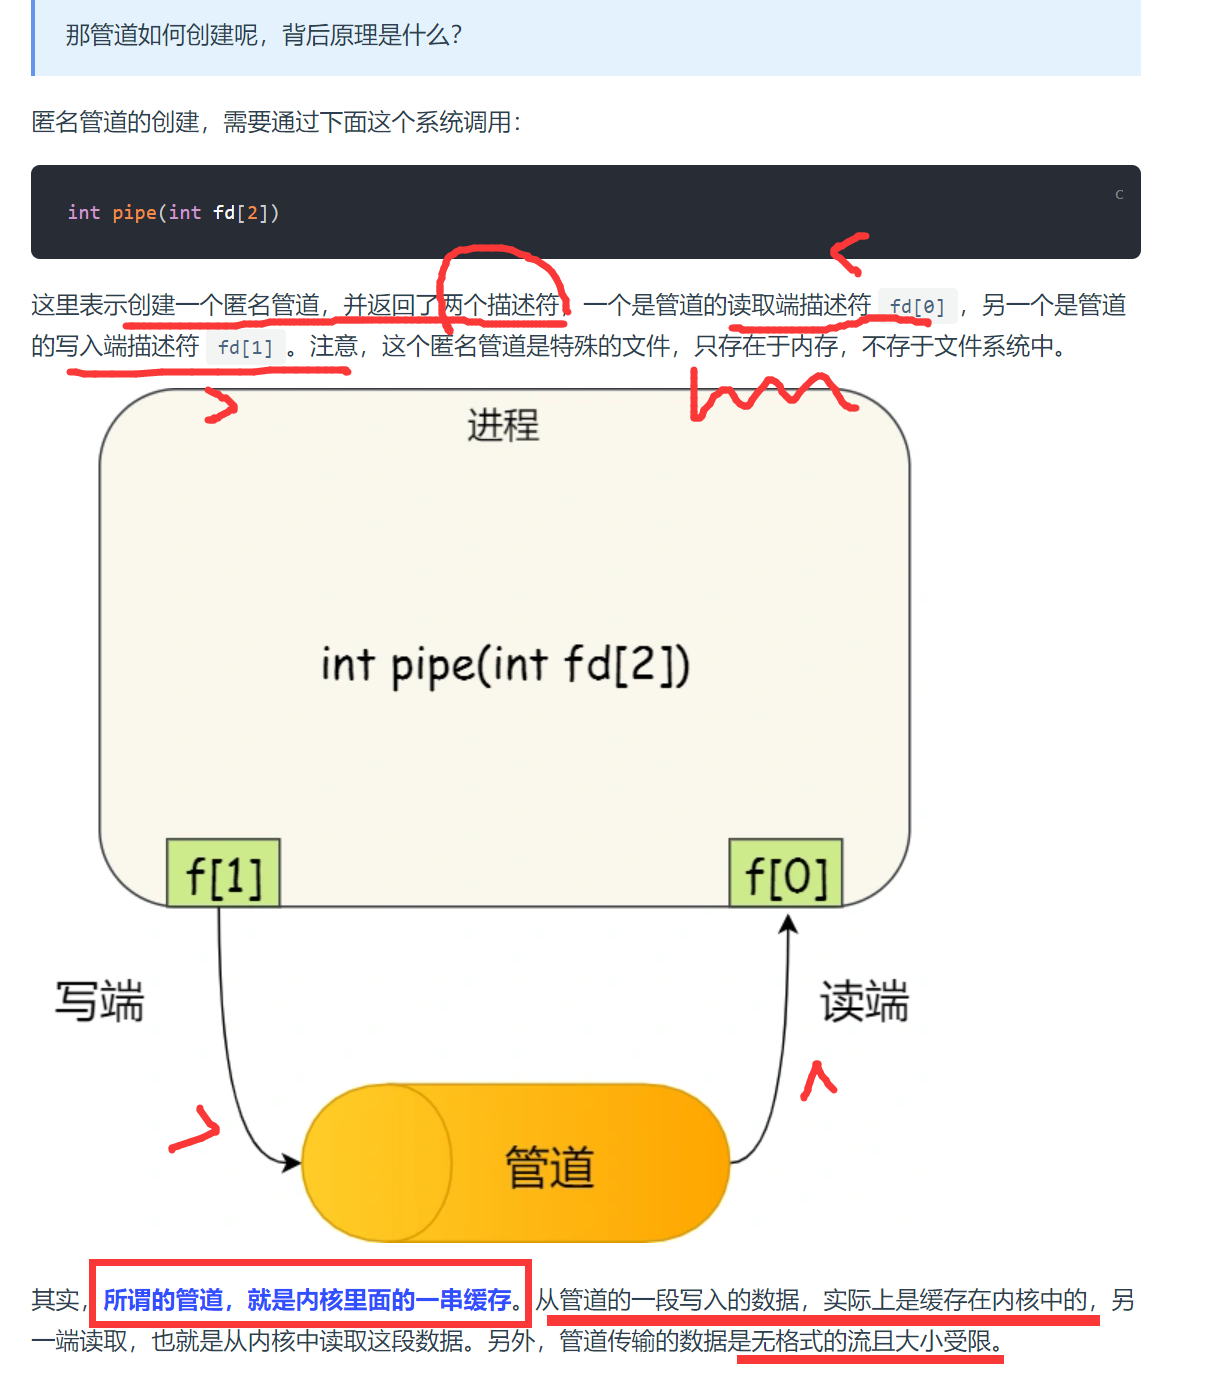 那管道如何创建呢，背后原理是什么？
匿名管道的创建，需要通过下面这个系统调用：
C
int pipe(int fd[2])
这里表示创建一个匿名管道，并返回了两个描述符，一个是管道的读取端描述符 fd[0] ，另一个是管道
的写入端描述符 fd[1] 。注意，这个匿名管道是特殊的文件，只存在于内存，不存于文件系统中。
进程
int pipe(int fd[2])
f[1]
f[0]
写端
读端
管道
其实，所谓的管道，就是内核里面的一串缓存。从管道的一段写入的数据，实际上是缓存在内核中的，另
一端读取，也就是从内核中读取这段数据。另外，管道传输的数据是无格式的流且大小受限。